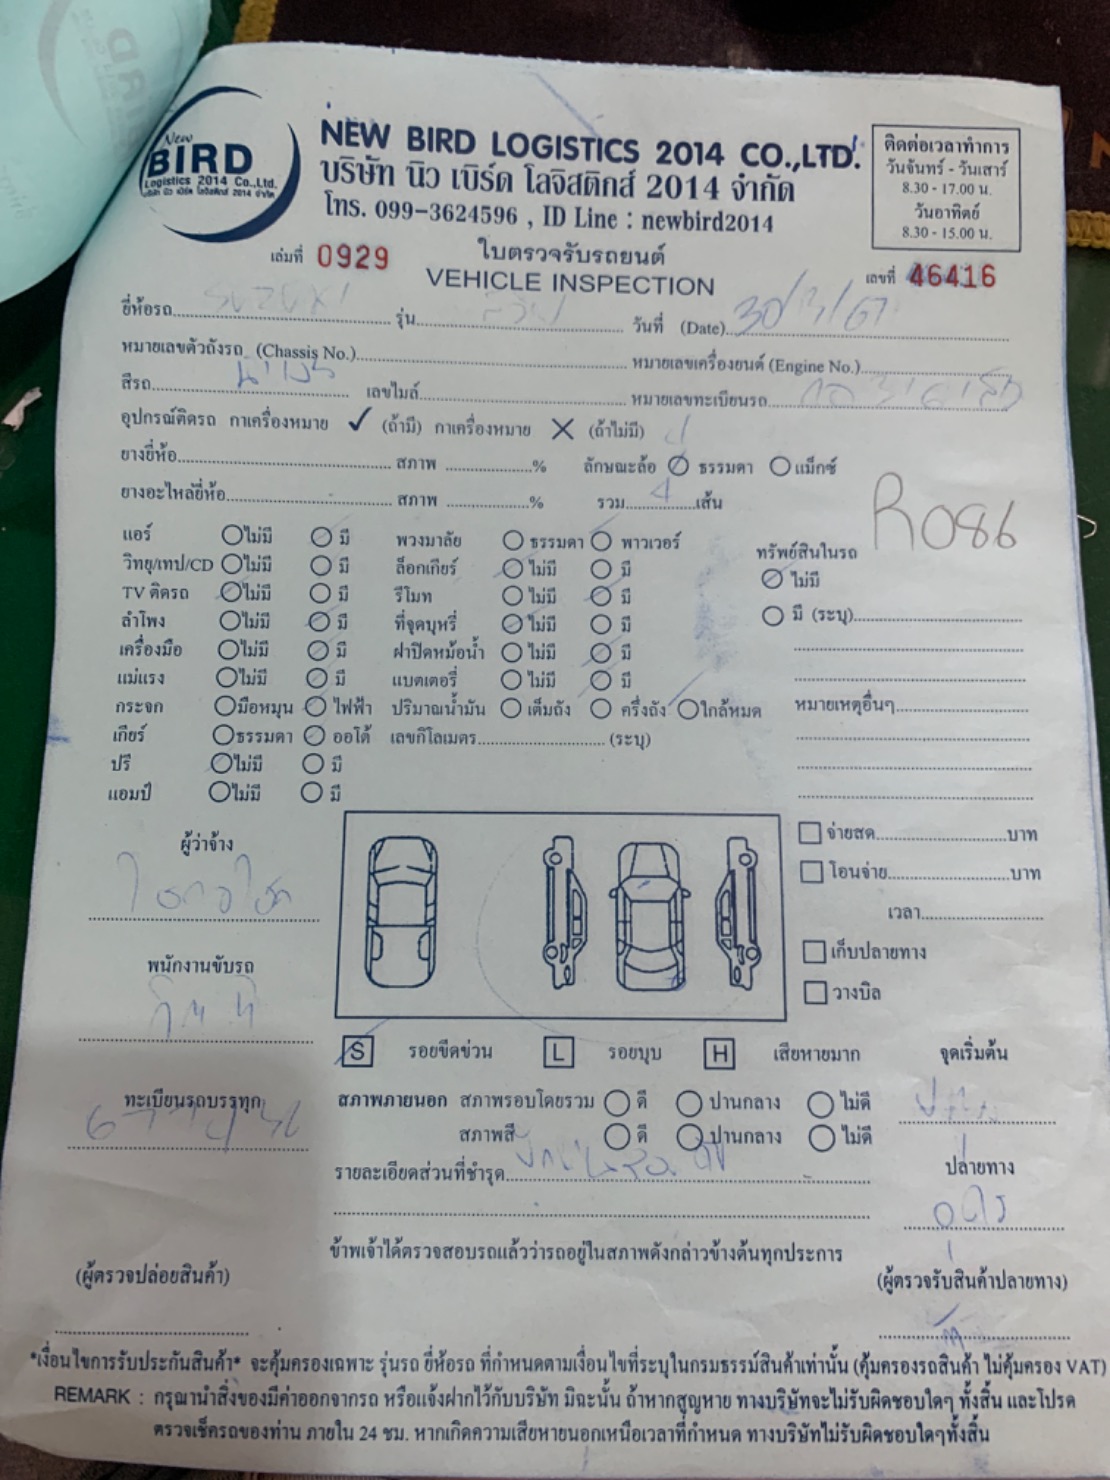 New
BIRD
Logistics 2014 Co.,Ltd.
บริษัท นิว เบิร์ด โลจิสติกส์ 2014 จำกัด
NEW BIRD LOGISTICS 2014 CO.,LTD.
บริษัท นิว เบิร์ด โลจิสติกส์ 2014 จำกัด
โทร. 099-3624596 , ID Line : newbird2014
ติดต่อเวลาทำการ
วันจันทร์ - วันเสาร์
8.30 - 17.00 น.
วันอาทิตย์
8.30 - 15.00 น.
เล่มที่ 0929
ใบตรวจรับรถยนต์
VEHICLE INSPECTION
เลขที่ 46416
ยี่ห้อรถ รุ่น วันที่ (Date) 30/3/67
หมายเลขตัวถังรถ (Chassis No.) หมายเลขเครื่องยนต์ (Engine No.)
สีรถ เลขไมล์ หมายเลขทะเบียนรถ
อุปกรณ์ติดรถ กาเครื่องหมาย ✓ (ถ้ามี) กาเครื่องหมาย ✕ (ถ้าไม่มี)
ยางยี่ห้อ สภาพ % ลักษณะล้อ ธรรมดา แม็กซ์
ยางอะไหล่ยี่ห้อ สภาพ % รวม 4 เส้น
R086
แอร์ ไม่มี มี พวงมาลัย ธรรมดา พาวเวอร์
ทรัพย์สินในรถ
วิทยุ/เทป/CD ไม่มี มี ล็อกเกียร์ ไม่มี มี
ไม่มี
TV ติดรถ ไม่มี มี รีโมท ไม่มี มี
มี (ระบุ)
ลำโพง ไม่มี มี ที่จุดบุหรี่ ไม่มี มี
เครื่องมือ ไม่มี มี ฝาปิดหม้อน้ำ ไม่มี มี
แม่แรง ไม่มี มี แบตเตอรี่ ไม่มี มี
กระจก มือหมุน ไฟฟ้า ปริมาณน้ำมัน เต็มถัง ครึ่งถัง ใกล้หมด
หมายเหตุอื่นๆ
เกียร์ ธรรมดา ออโต้ เลขกิโลเมตร (ระบุ)
ปรี ไม่มี มี
แอมป์ ไม่มี มี
ผู้ว่าจ้าง
จ่ายสด บาท
โอนจ่าย บาท
เวลา
พนักงานขับรถ
เก็บปลายทาง
วางบิล
S รอยขีดข่วน L รอยบุบ H เสียหายมาก
จุดเริ่มต้น
ทะเบียนรถบรรทุก
สภาพภายนอก สภาพรอบโดยรวม ดี ปานกลาง ไม่ดี
สภาพสี ดี ปานกลาง ไม่ดี
รายละเอียดส่วนที่ชำรุด
ปลายทาง
อุดร
ข้าพเจ้าได้ตรวจสอบรถแล้วว่ารถอยู่ในสภาพดังกล่าวข้างต้นทุกประการ
(ผู้ตรวจปล่อยสินค้า)
(ผู้ตรวจรับสินค้าปลายทาง)
*เงื่อนไขการรับประกันสินค้า* จะคุ้มครองเฉพาะ รุ่นรถ ยี่ห้อรถ ที่กำหนดตามเงื่อนไขที่ระบุในกรมธรรม์สินค้าเท่านั้น (คุ้มครองรถสินค้า ไม่คุ้มครอง VAT)
REMARK : กรุณานำสิ่งของมีค่าออกจากรถ หรือแจ้งฝากไว้กับบริษัท มิฉะนั้น ถ้าหากสูญหาย ทางบริษัทจะไม่รับผิดชอบใดๆ ทั้งสิ้น และโปรด
ตรวจเช็ครถของท่าน ภายใน 24 ชม. หากเกิดความเสียหายนอกเหนือเวลาที่กำหนด ทางบริษัทไม่รับผิดชอบใดๆทั้งสิ้น